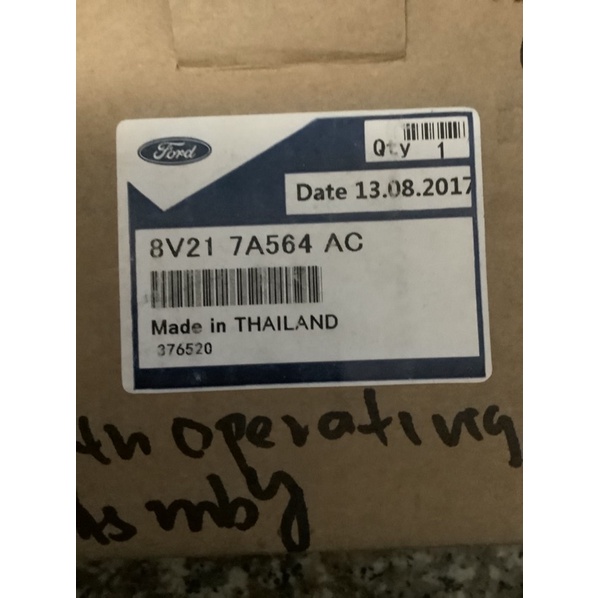 Ford
Qty 1
Date 13.08.2017
8V21 7A564 AC
Made in THAILAND
376520
operating